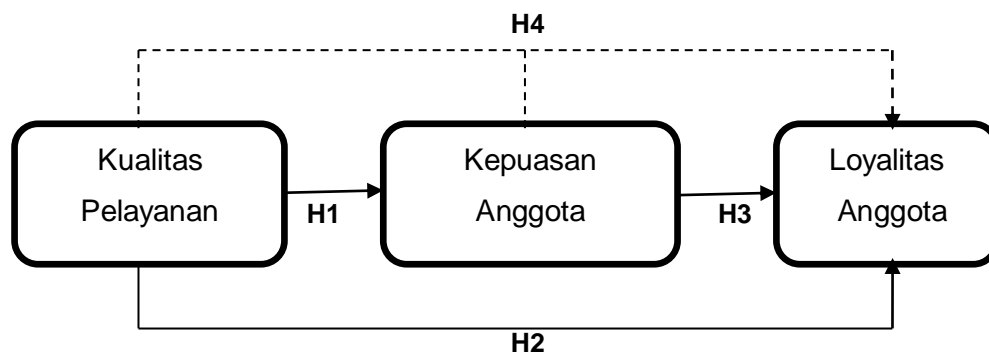 H4
Kualitas
Pelayanan
H1
Kepuasan
Anggota
H3
Loyalitas
Anggota
H2